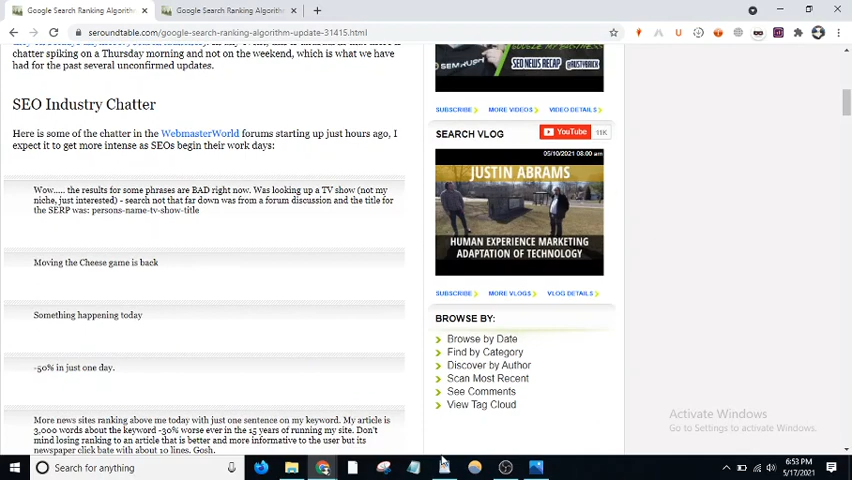 Google Search Ranking Algorithm
Google Search Ranking Algorithm
seroundtable.com/google-search-ranking-algorithm-update-31415.html
chatter spiking on a Thursday morning and not on the weekend, which is what we have
had for the past several unconfirmed updates.
SEO Industry Chatter
Here is some of the chatter in the WebmasterWorld forums starting up just hours ago, I
expect it to get more intense as SEOs begin their work days:
Wow..... the results for some phrases are BAD right now. Was looking up a TV show (not my
niche, just interested) - search not that far down was from a forum discussion and the title for
the SERP was: persons-name-tv-show-title
Moving the Cheese game is back
Something happening today
-50% in just one day.
More news sites ranking above me today with just one sentence on my keyword. My article is
3,000 words about the keyword -30% worse ever in the 15 years of running my site. Don't
mind losing ranking to an article that is better and more informative to the user but its
newspaper click bate with about 10 lines. Gosh.
SEMRUSH
GOOGLE MY BUSINESS
SEO NEWS RECAP
@RUSTYBRICK
SUBSCRIBE
MORE VIDEOS
VIDEO DETAILS
SEARCH VLOG
YouTube
11K
05/10/2021 08:00 am
JUSTIN ABRAMS
HUMAN EXPERIENCE MARKETING
ADAPTATION OF TECHNOLOGY
SUBSCRIBE
MORE VLOGS
VLOG DETAILS
BROWSE BY:
Browse by Date
Find by Category
Discover by Author
Scan Most Recent
See Comments
View Tag Cloud
Activate Windows
Go to Settings to activate Windows.
Search for anything
6:53 PM
5/17/2021